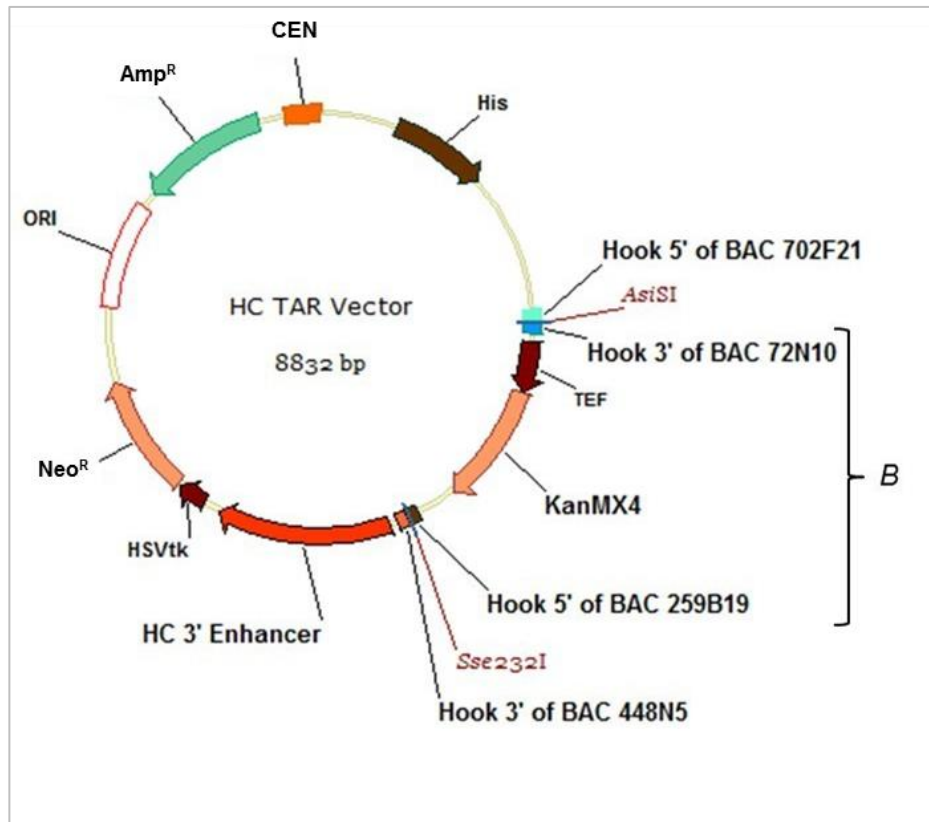 CEN
Amp^R
His
ORI
Hook 5' of BAC 702F21
AsiSI
HC TAR Vector
8832 bp
Hook 3' of BAC 72N10
TEF
B
Neo^R
KanMX4
HSVtk
Hook 5' of BAC 259B19
HC 3' Enhancer
Sse232I
Hook 3' of BAC 448N5